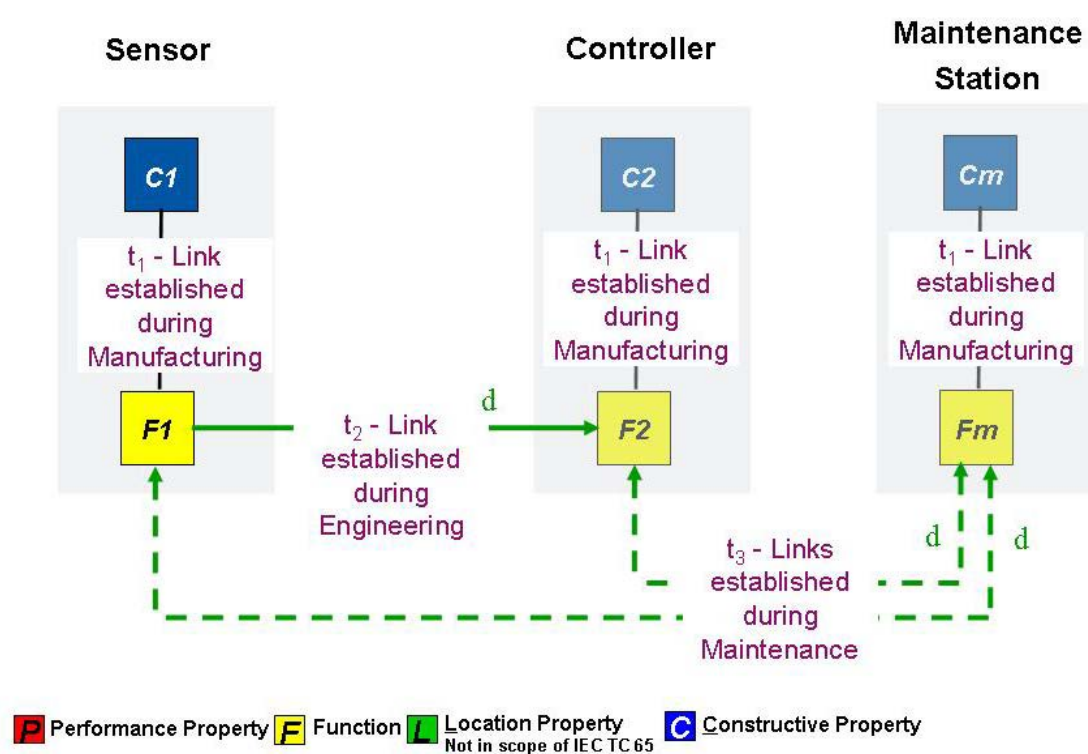 Sensor
Controller
Maintenance
Station
C1
C2
Cm
t₁ - Link
established
during
Manufacturing
t₁ - Link
established
during
Manufacturing
t₁ - Link
established
during
Manufacturing
F1
d
F2
Fm
t₂ - Link
established
during
Engineering
d
d
t₃ - Links
established
during
Maintenance
P Performance Property
F Function
L Location Property
Not in scope of IEC TC 65
C Constructive Property